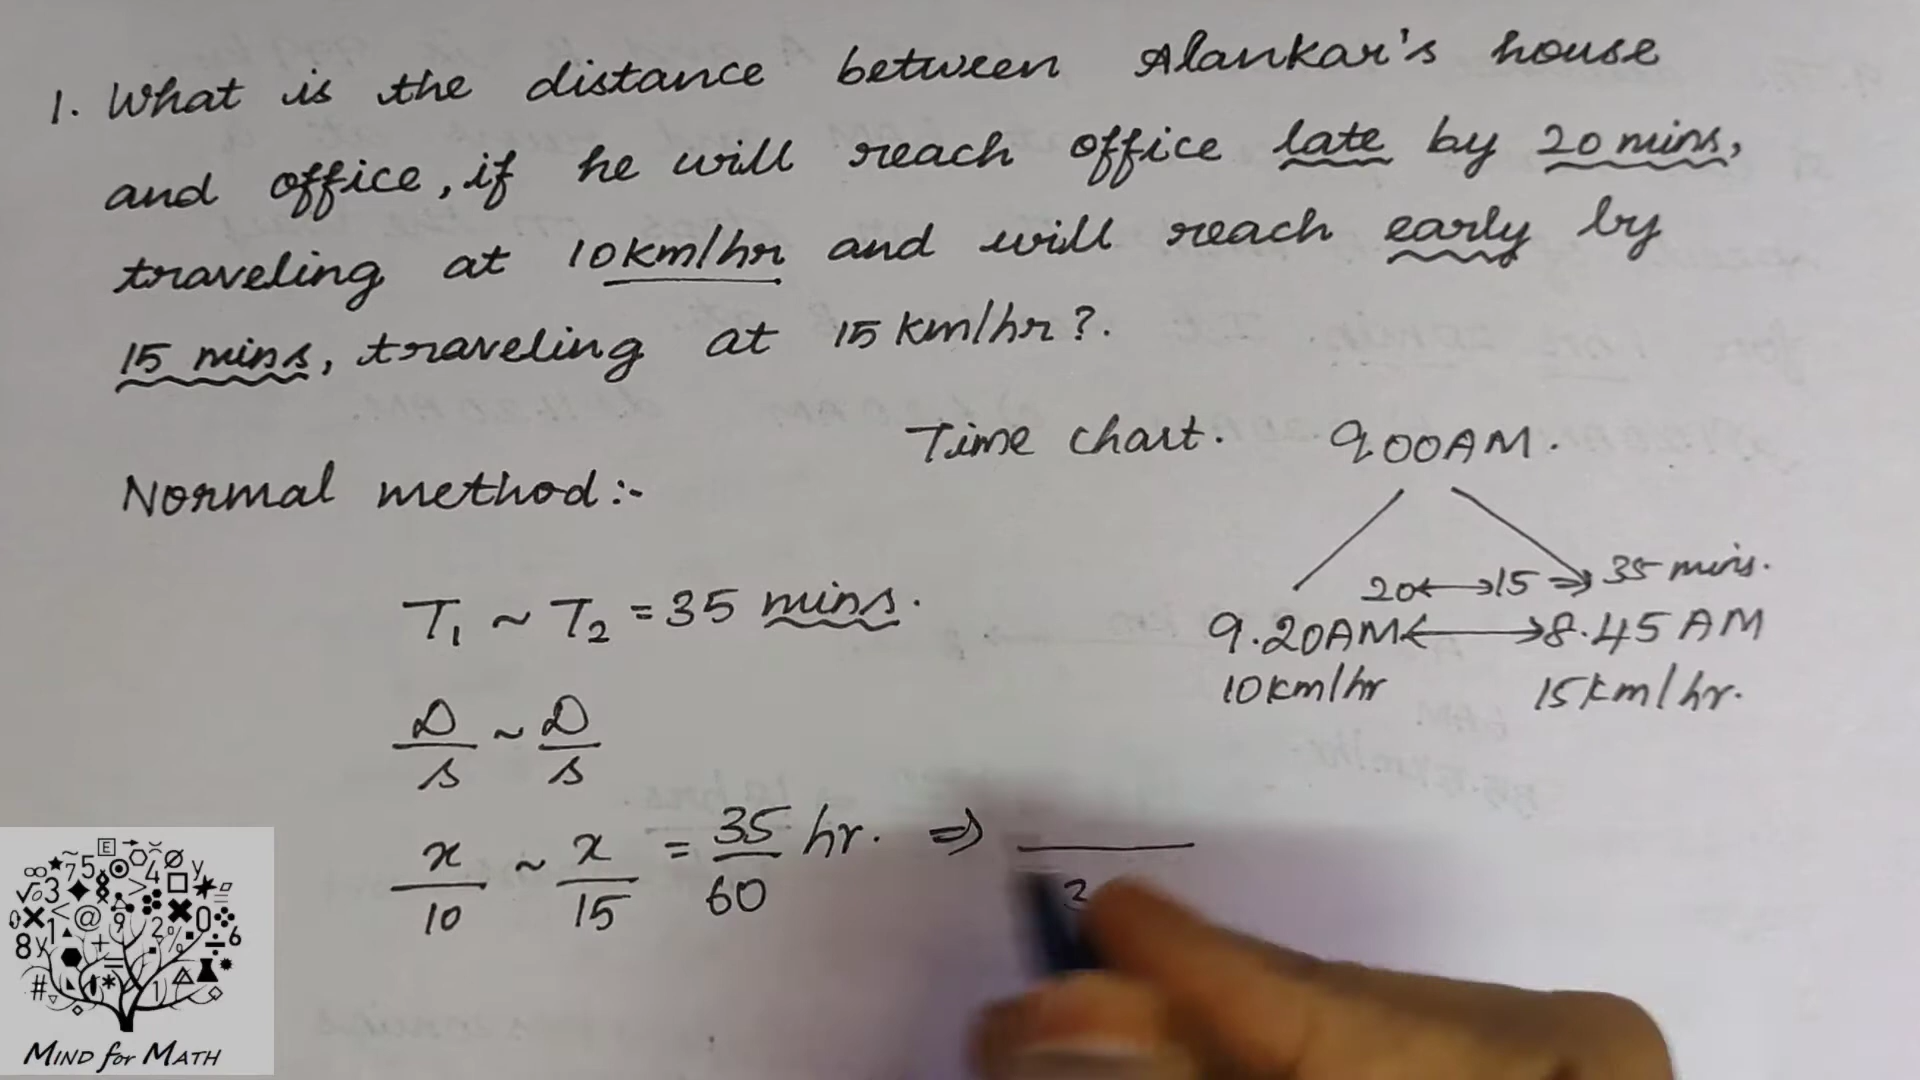 1. What is the distance between Alankar's house
and office, if he will reach office late by 20 mins,
traveling at 10km/hr and will reach early by
15 mins, traveling at 15 km/hr?.
Time chart. 9.00AM.
Normal method:-
20 15 ⇒ 35 mins.
T₁ ~ T₂ = 35 mins.
9.20AM ↔ 8.45 AM
10km/hr 15km/hr.
D/s ~ D/s
x/10 ~ x/15 = 35/60 hr. ⇒
3
MIND for MATH